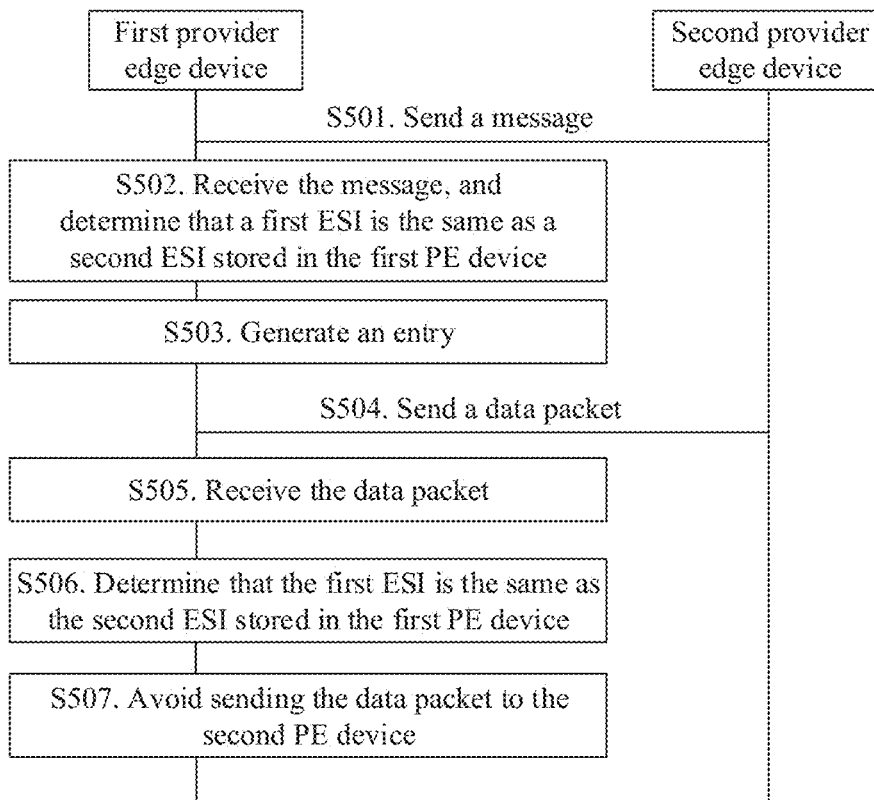 First provider
edge device
Second provider
edge device
S501. Send a message
S502. Receive the message, and
determine that a first ESI is the same as a
second ESI stored in the first PE device
S503. Generate an entry
S504. Send a data packet
S505. Receive the data packet
S506. Determine that the first ESI is the same as
the second ESI stored in the first PE device
S507. Avoid sending the data packet to the
second PE device